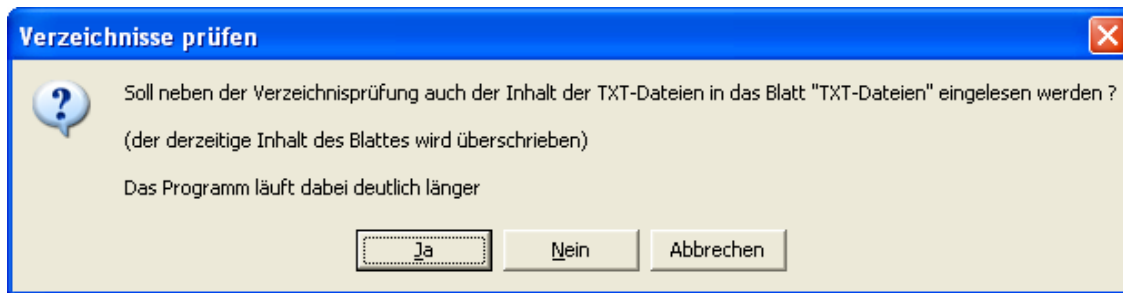 Verzeichnisse prüfen
Soll neben der Verzeichnisprüfung auch der Inhalt der TXT-Dateien in das Blatt "TXT-Dateien" eingelesen werden ?
(der derzeitige Inhalt des Blattes wird überschrieben)
Das Programm läuft dabei deutlich länger
Ja Nein Abbrechen